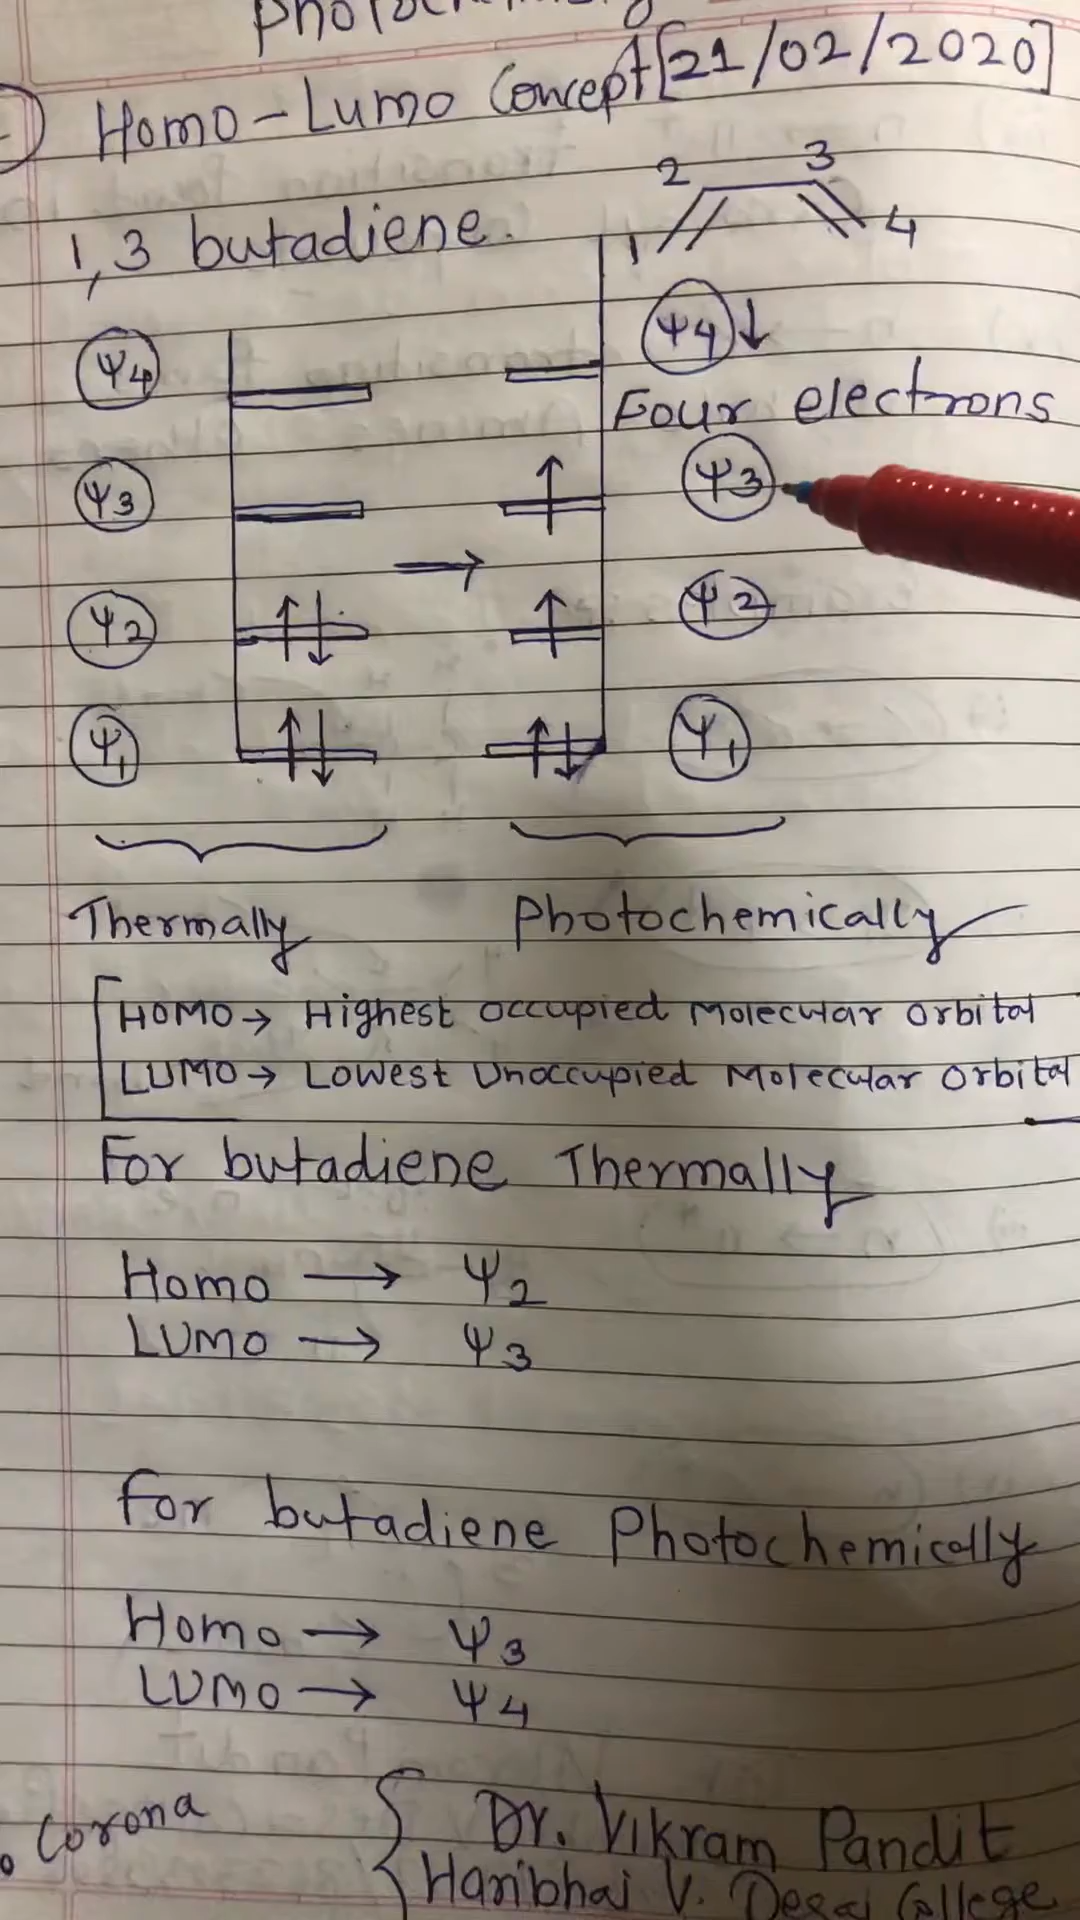 Homo - Lumo Concept [21/02/2020]
1,3 butadiene.
1 2 3 4
Ψ4 Ψ4 ↓
Four electrons
Ψ3 ↑ Ψ3
→
Ψ2 ↑↓ ↑ Ψ2
Ψ1 ↑↓ ↑↓ Ψ1
Thermally Photochemically
HOMO → Highest Occupied Molecular Orbital
LUMO → Lowest Unoccupied Molecular Orbital
For butadiene Thermally
Homo → Ψ2
LUMO → Ψ3
For butadiene Photochemically
Homo → Ψ3
LUMO → Ψ4
Corona
Dr. Vikram Pandit
Haribhai V. Desai College